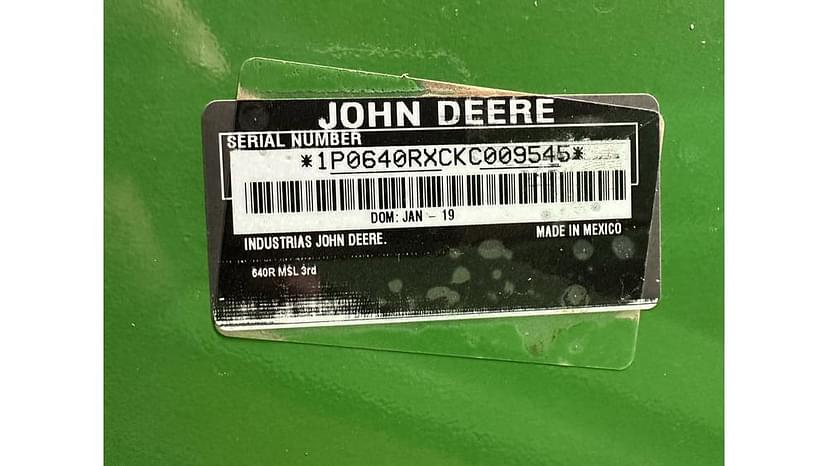 JOHN DEERE
SERIAL NUMBER
*1P0640RXCKC009545*
DOM: JAN - 19
INDUSTRIAS JOHN DEERE.
MADE IN MEXICO
640R MSL 3rd